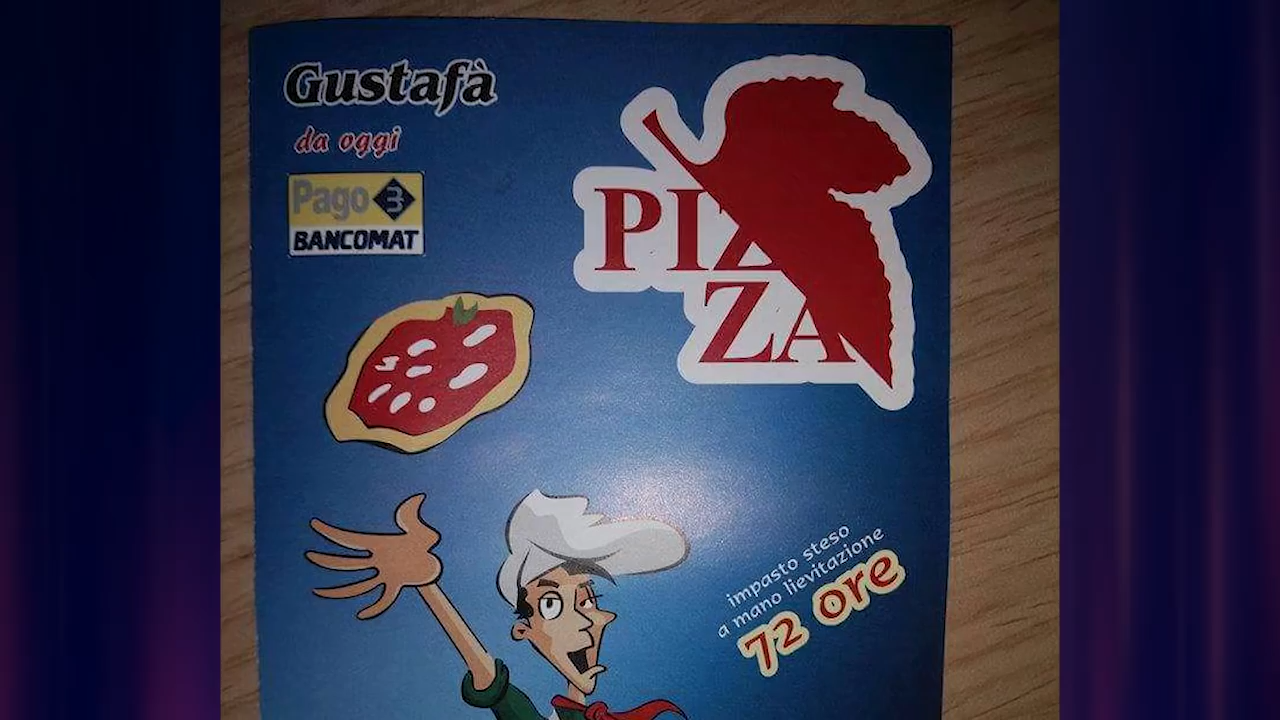 Gustafà
da oggi
Pago
BANCOMAT
PIZ
ZA
impasto steso
a mano lievitazione
72 ore